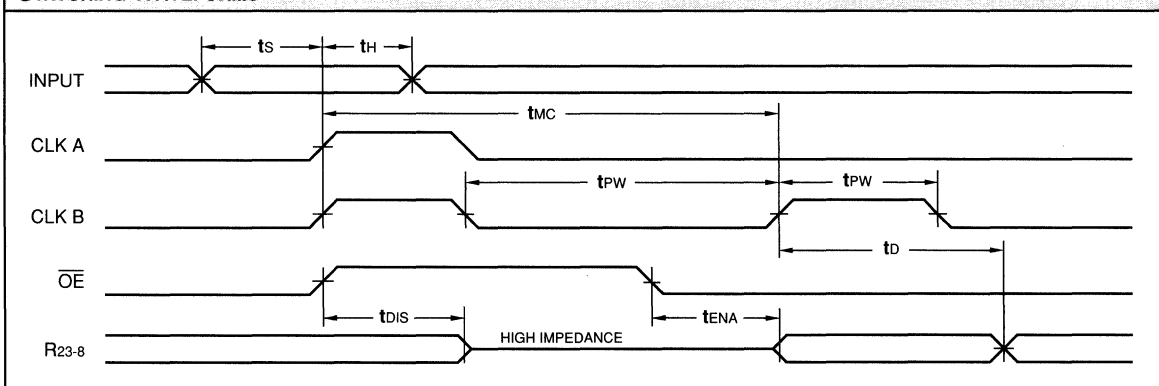 tS tH
INPUT
tMC
CLK A
tPW tPW
CLK B
tD
OE
tDIS tENA
HIGH IMPEDANCE
R23-8